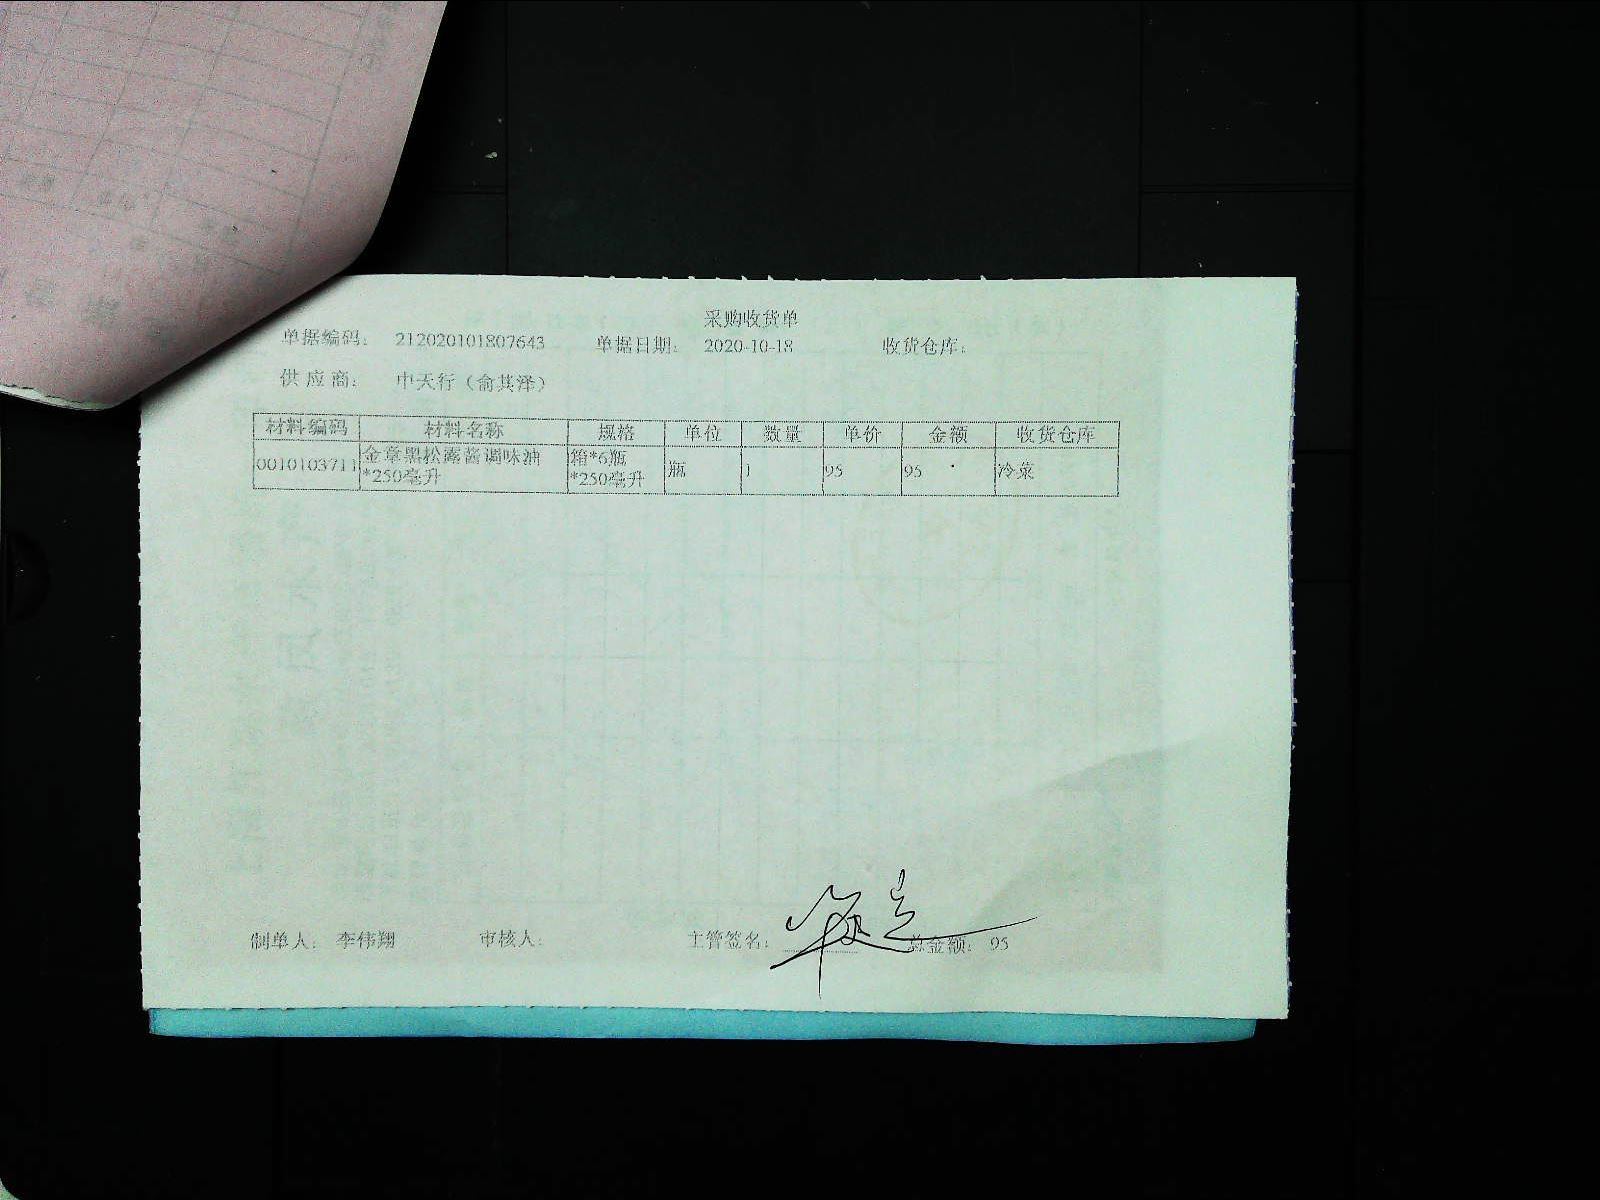 采购收货单
单据编码： 212020101807643 单据日期： 2020-10-18 收货仓库：
供应商： 中天行（俞其泽）
材料编码 材料名称 规格 单位 数量 单价 金额 收货仓库
0010103711 金章黑松露酱调味油*250毫升 箱*6瓶*250毫升 瓶 1 95 95 冷菜
制单人： 李伟翔 审核人： 主管签名： 总金额： 95